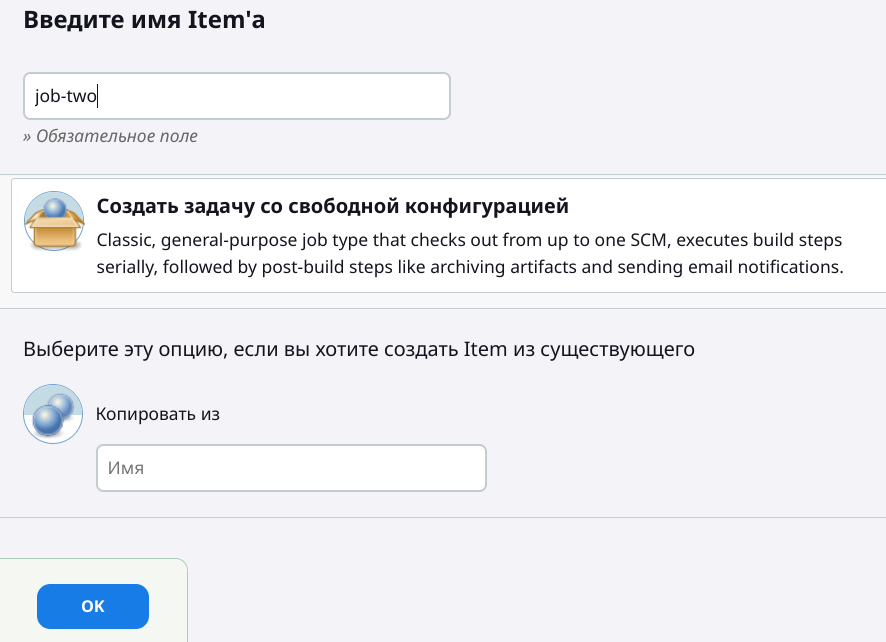 Введите имя Item'а
job-two
» Обязательное поле
Создать задачу со свободной конфигурацией
Classic, general-purpose job type that checks out from up to one SCM, executes build steps
serially, followed by post-build steps like archiving artifacts and sending email notifications.
Выберите эту опцию, если вы хотите создать Item из существующего
Копировать из
Имя
OK